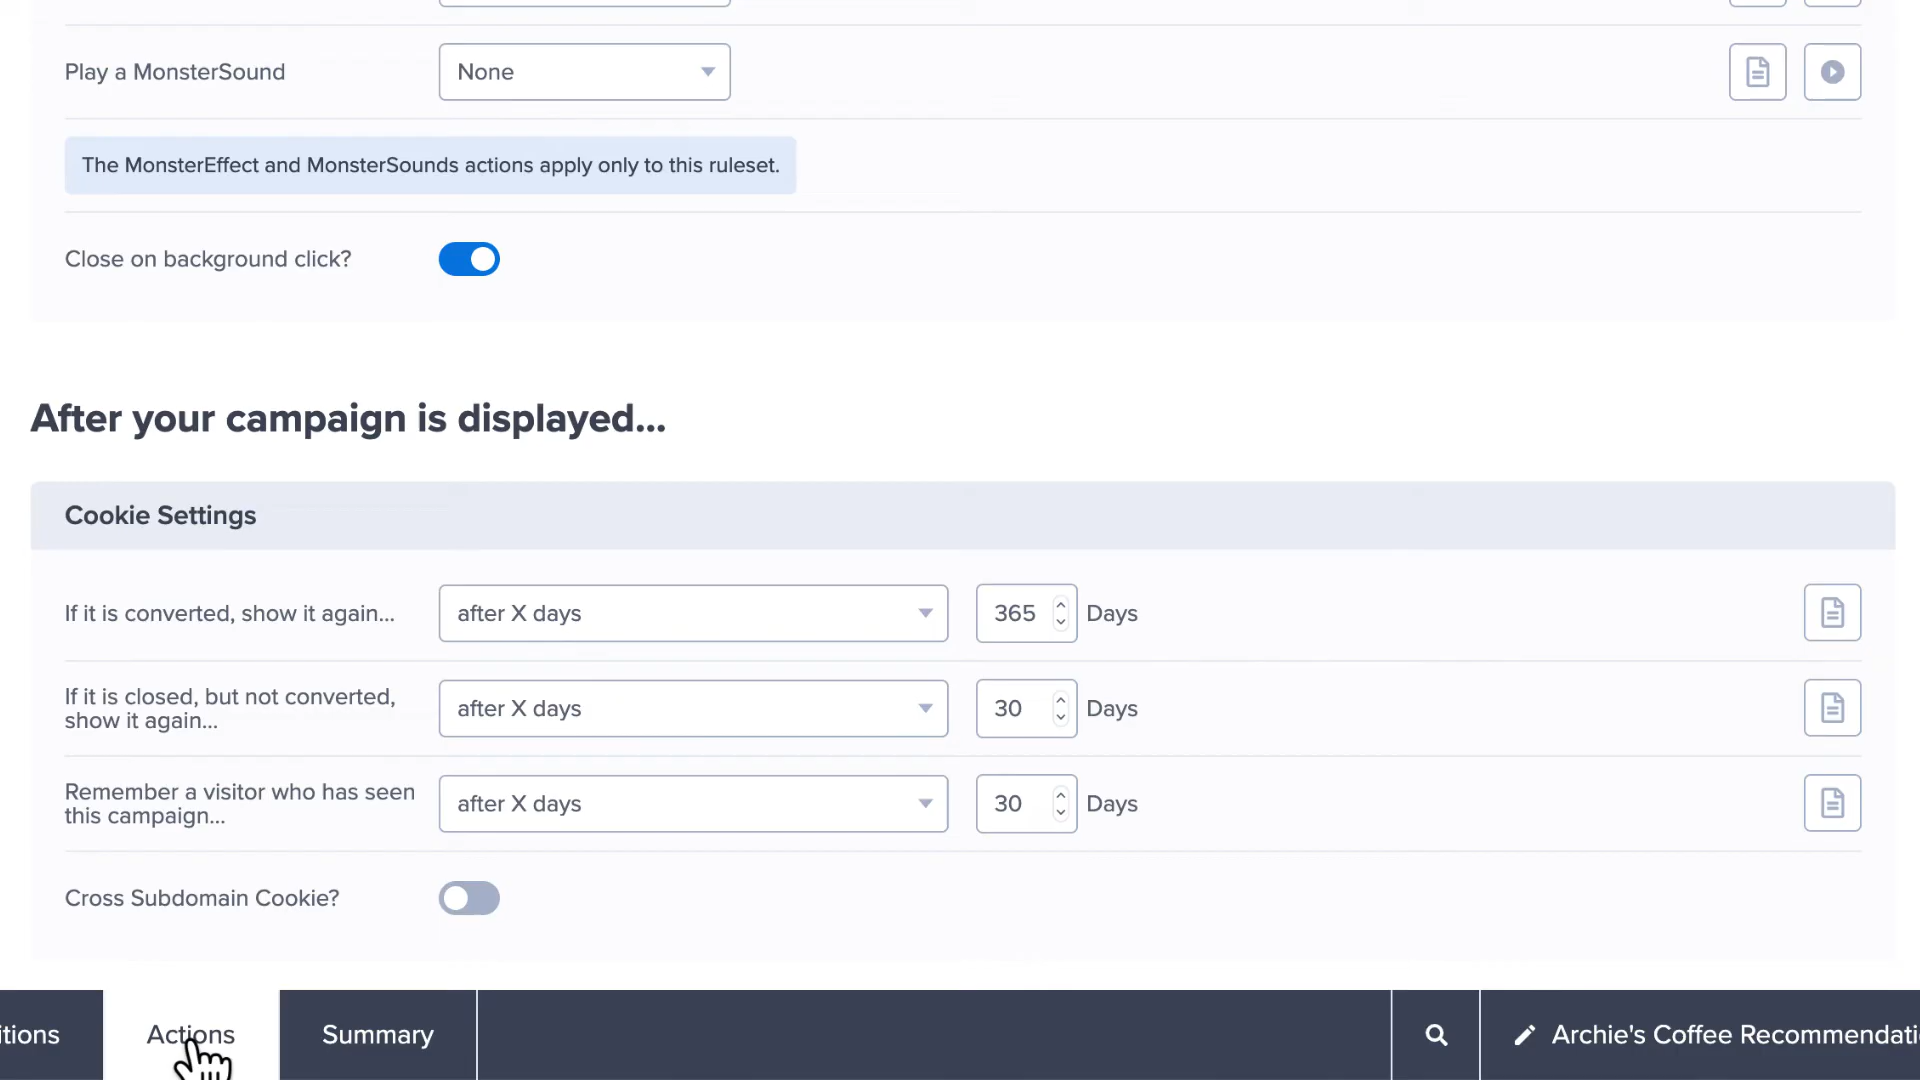 Play a MonsterSound
None
The MonsterEffect and MonsterSounds actions apply only to this ruleset.
Close on background click?
After your campaign is displayed...
Cookie Settings
If it is converted, show it again...
after X days
365
Days
If it is closed, but not converted,
show it again...
after X days
30
Days
Remember a visitor who has seen
this campaign...
after X days
30
Days
Cross Subdomain Cookie?
itions
Actions
Summary
Archie's Coffee Recommendati